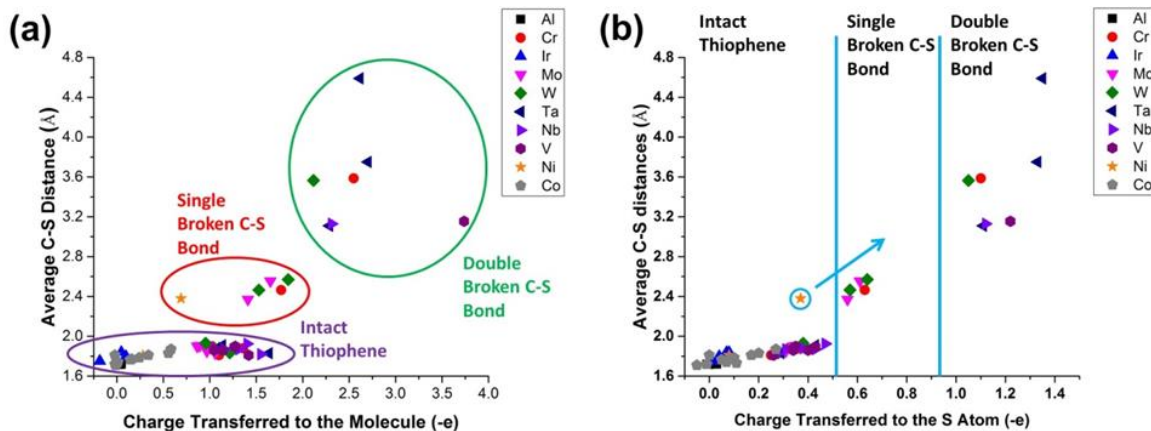 (a)
Average C-S Distance (Å)
4.8
4.4
4.0
3.6
3.2
2.8
2.4
2.0
1.6
Single
Broken C-S
Bond
Double
Broken C-S
Bond
Intact
Thiophene
0.0 0.5 1.0 1.5 2.0 2.5 3.0 3.5 4.0
Charge Transferred to the Molecule (-e)
Al
Cr
Ir
Mo
W
Ta
Nb
V
Ni
Co
(b)
Intact
Thiophene
Single
Broken C-S
Bond
Double
Broken C-S
Bond
Average C-S distances (Å)
4.8
4.4
4.0
3.6
3.2
2.8
2.4
2.0
1.6
0.0 0.2 0.4 0.6 0.8 1.0 1.2 1.4
Charge Transferred to the S Atom (-e)
Al
Cr
Ir
Mo
W
Ta
Nb
V
Ni
Co